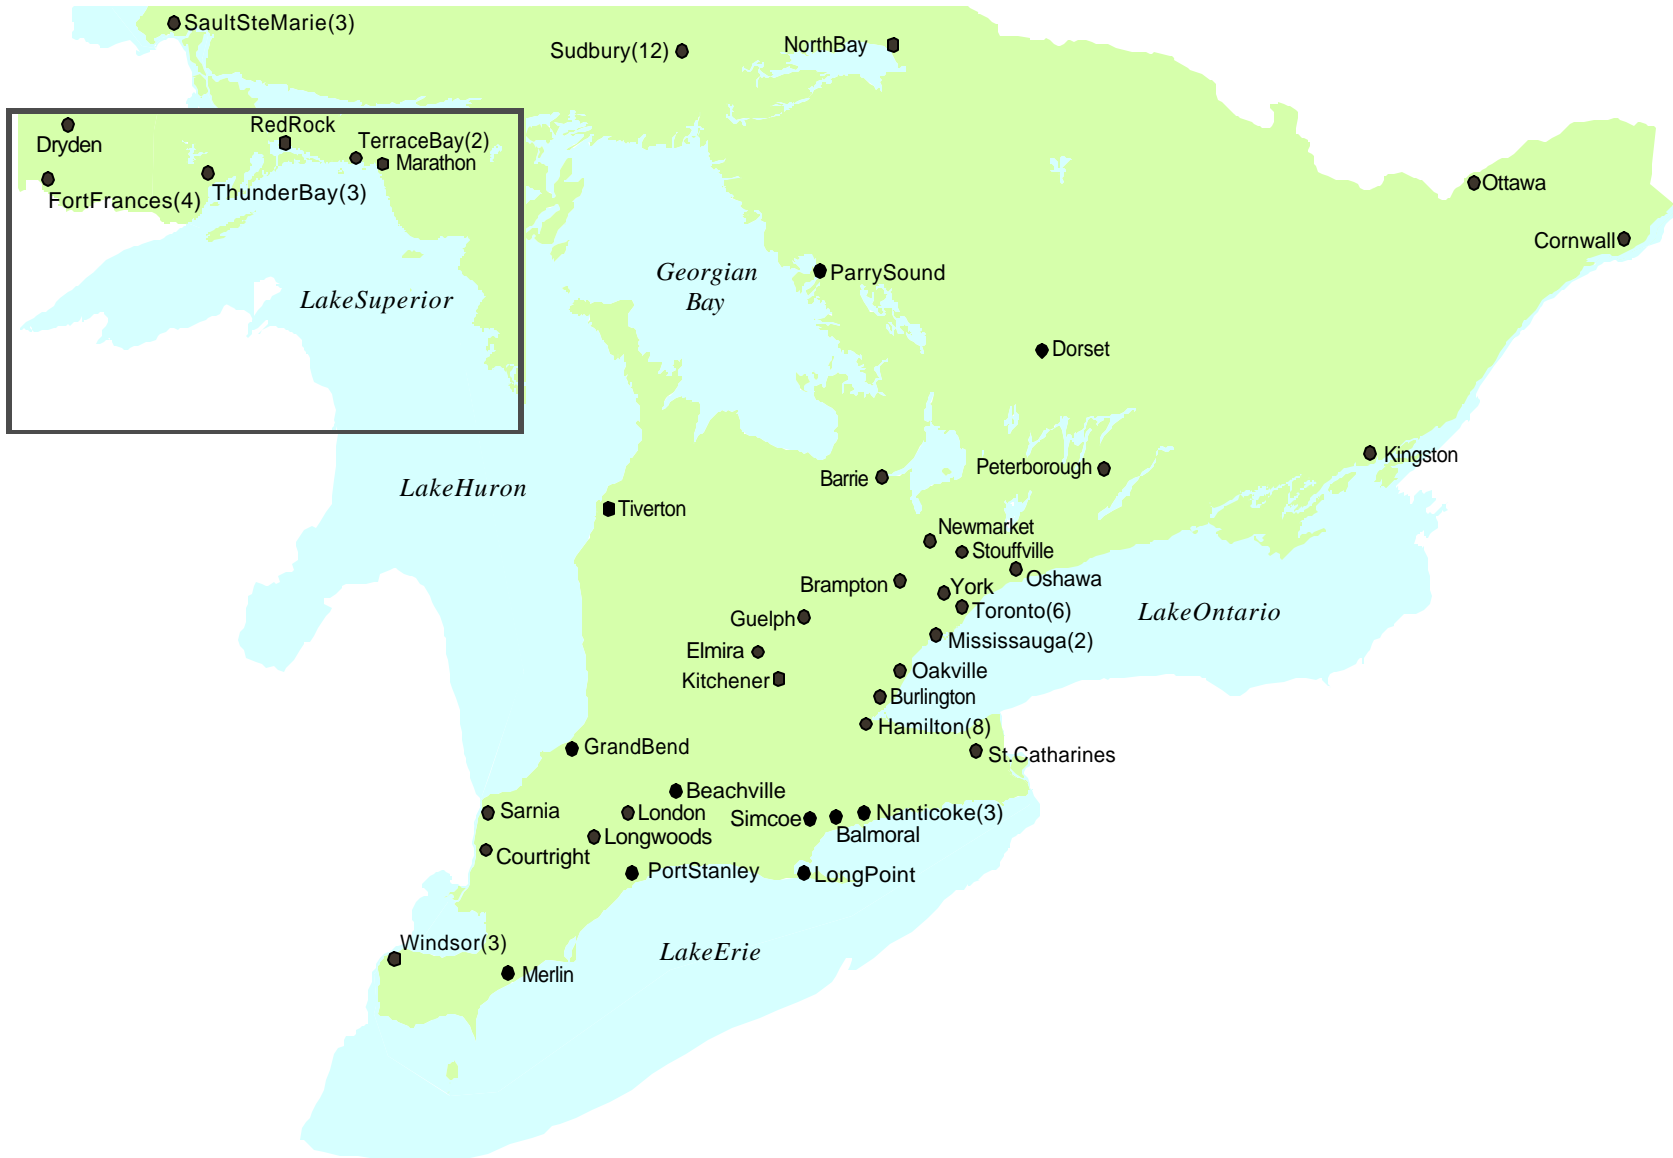 SaultSteMarie(3)
Sudbury(12)
NorthBay
Dryden
RedRock
TerraceBay(2)
Marathon
FortFrances(4)
ThunderBay(3)
Ottawa
Cornwall
LakeSuperior
Georgian
Bay
ParrySound
Dorset
LakeHuron
Barrie
Peterborough
Kingston
Tiverton
Newmarket
Stouffville
Brampton
York
Oshawa
Toronto(6)
LakeOntario
Guelph
Mississauga(2)
Elmira
Kitchener
Oakville
Burlington
Hamilton(8)
GrandBend
St.Catharines
Beachville
Sarnia
London
Simcoe
Nanticoke(3)
Longwoods
Balmoral
Courtright
PortStanley
LongPoint
Windsor(3)
LakeErie
Merlin